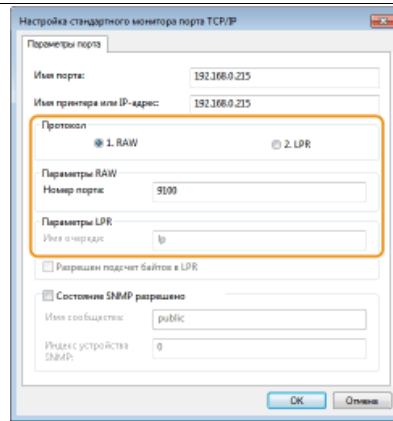 Настройка стандартного монитора порта TCP/IP
Параметры порта
Имя порта: 192.168.0.215
Имя принтера или IP-адрес: 192.168.0.215
Протокол
1. RAW 2. LPR
Параметры RAW
Номер порта: 9100
Параметры LPR
Имя очереди: lp
Разрешен подсчет байтов в LPR
Состояние SNMP разрешено
Имя сообщества: public
Индекс устройства 0
SNMP:
OK Отмена